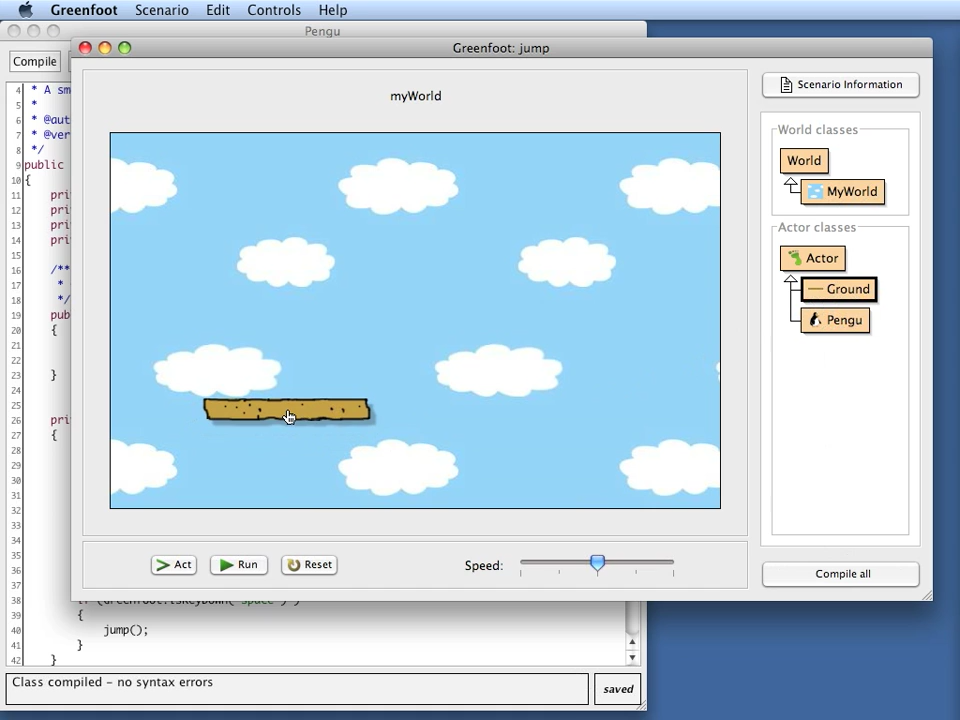 Greenfoot Scenario Edit Controls Help
Pengu
Greenfoot: jump
Compile
myWorld
Scenario Information
World classes
World
MyWorld
Actor classes
Actor
Ground
Pengu
4 * A sm
5 *
6 * @aut
7 * @ver
8 */
9 public
10 {
11 pri
12 pri
13 pri
14 pri
15
16 /**
17 *
18 */
19 pub
20 {
21
22
23 }
24
25
26 pri
27 {
28
29
30
31
32
33
34
35
36
37
38 if (Greenfoot.isKeyDown("space") )
39 {
40 jump();
41 }
42 }
Act Run Reset Speed:
Compile all
Class compiled - no syntax errors
saved